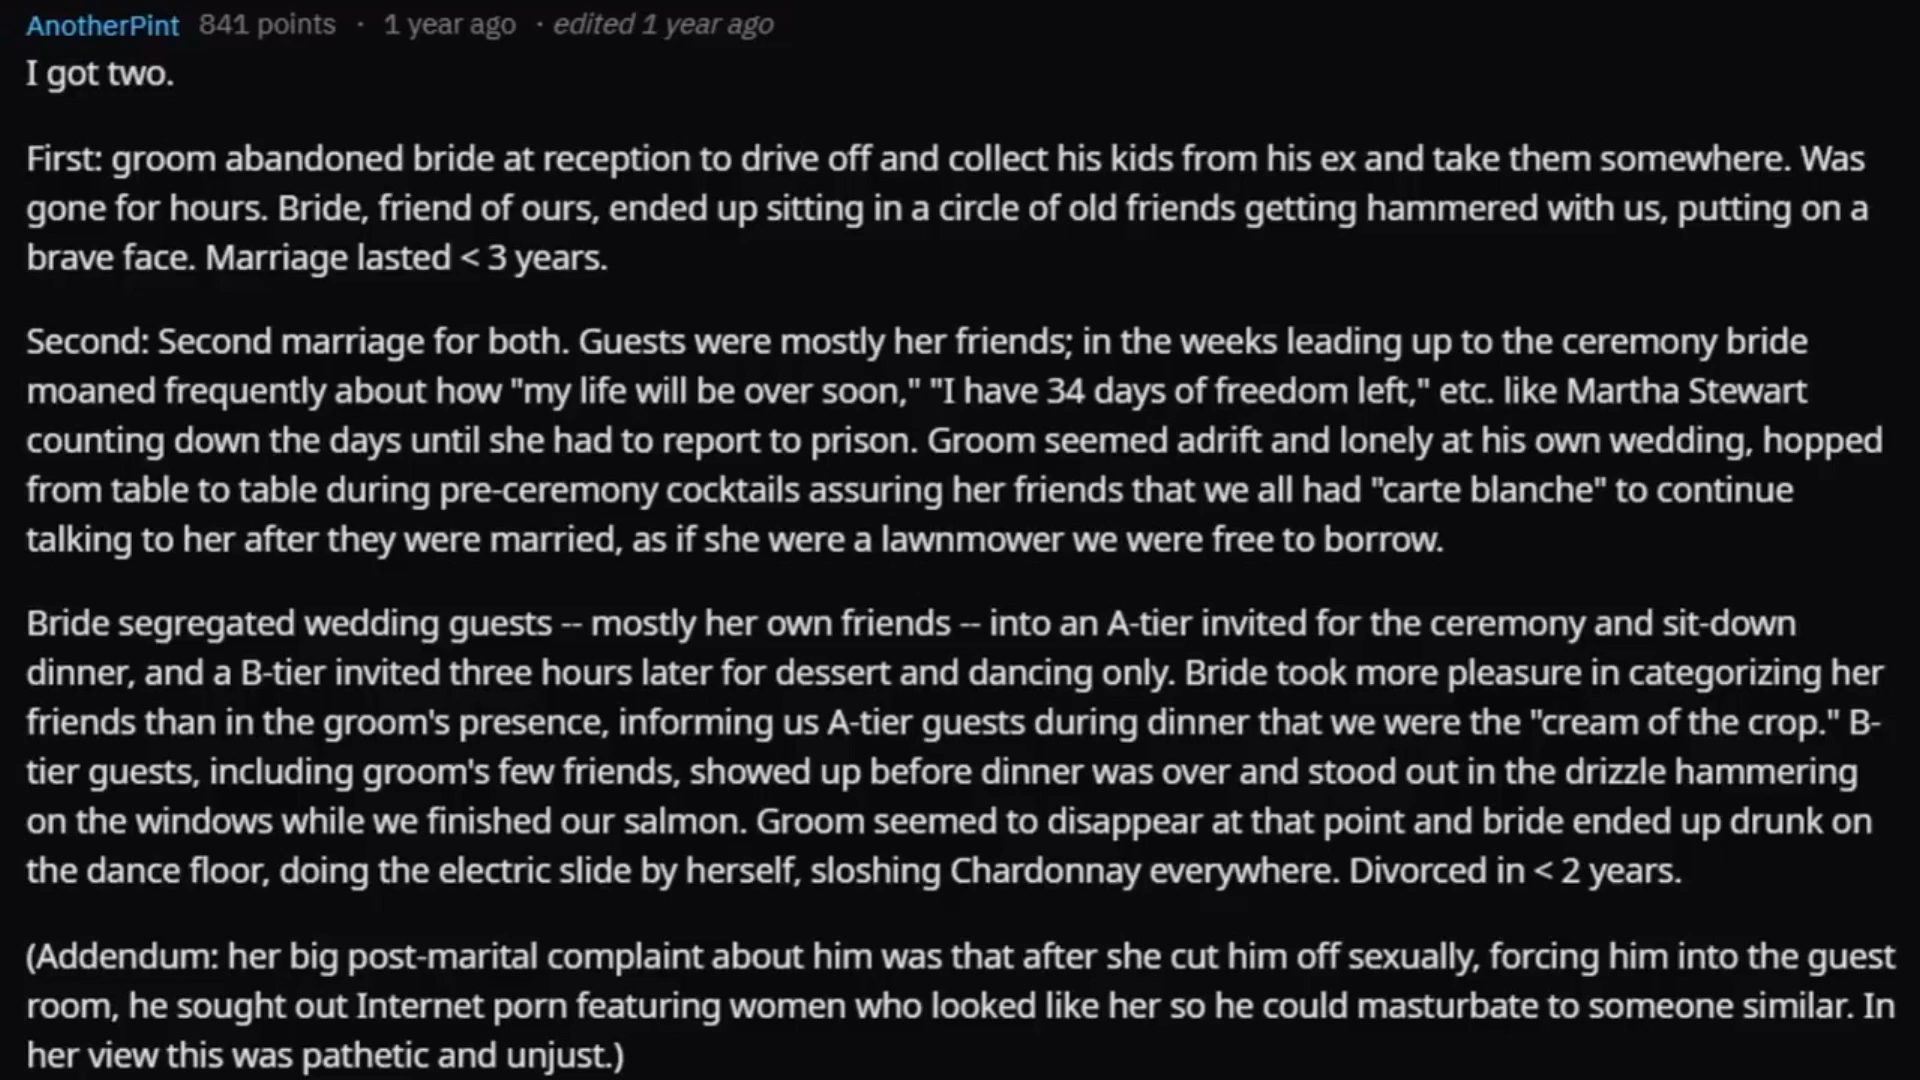 AnotherPint 841 points · 1 year ago · edited 1 year ago
I got two.
First: groom abandoned bride at reception to drive off and collect his kids from his ex and take them somewhere. Was
gone for hours. Bride, friend of ours, ended up sitting in a circle of old friends getting hammered with us, putting on a
brave face. Marriage lasted < 3 years.
Second: Second marriage for both. Guests were mostly her friends; in the weeks leading up to the ceremony bride
moaned frequently about how "my life will be over soon," "I have 34 days of freedom left," etc. like Martha Stewart
counting down the days until she had to report to prison. Groom seemed adrift and lonely at his own wedding, hopped
from table to table during pre-ceremony cocktails assuring her friends that we all had "carte blanche" to continue
talking to her after they were married, as if she were a lawnmower we were free to borrow.
Bride segregated wedding guests -- mostly her own friends -- into an A-tier invited for the ceremony and sit-down
dinner, and a B-tier invited three hours later for dessert and dancing only. Bride took more pleasure in categorizing her
friends than in the groom's presence, informing us A-tier guests during dinner that we were the "cream of the crop." B-
tier guests, including groom's few friends, showed up before dinner was over and stood out in the drizzle hammering
on the windows while we finished our salmon. Groom seemed to disappear at that point and bride ended up drunk on
the dance floor, doing the electric slide by herself, sloshing Chardonnay everywhere. Divorced in < 2 years.
(Addendum: her big post-marital complaint about him was that after she cut him off sexually, forcing him into the guest
room, he sought out Internet porn featuring women who looked like her so he could masturbate to someone similar. In
her view this was pathetic and unjust.)